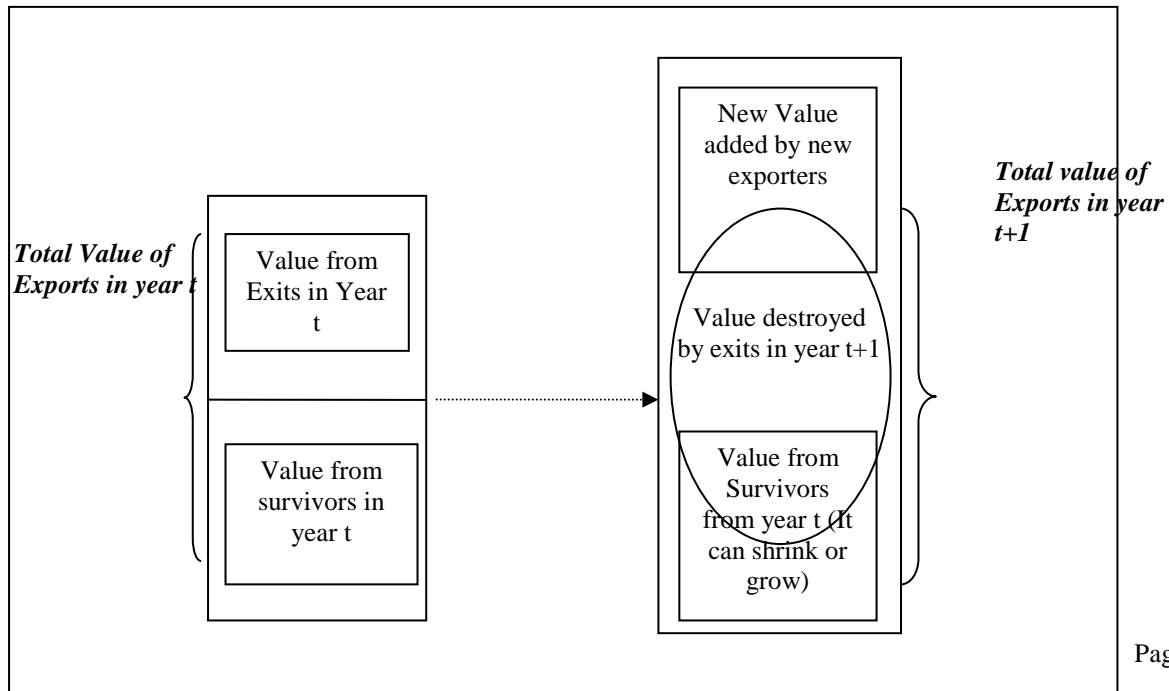 Total Value of
Exports in year t
Value from
Exits in Year
t
Value from
survivors in
year t
New Value
added by new
exporters
Value destroyed
by exits in year t+1
Value from
Survivors
from year t (It
can shrink or
grow)
Total value of
Exports in year
t+1
Pag